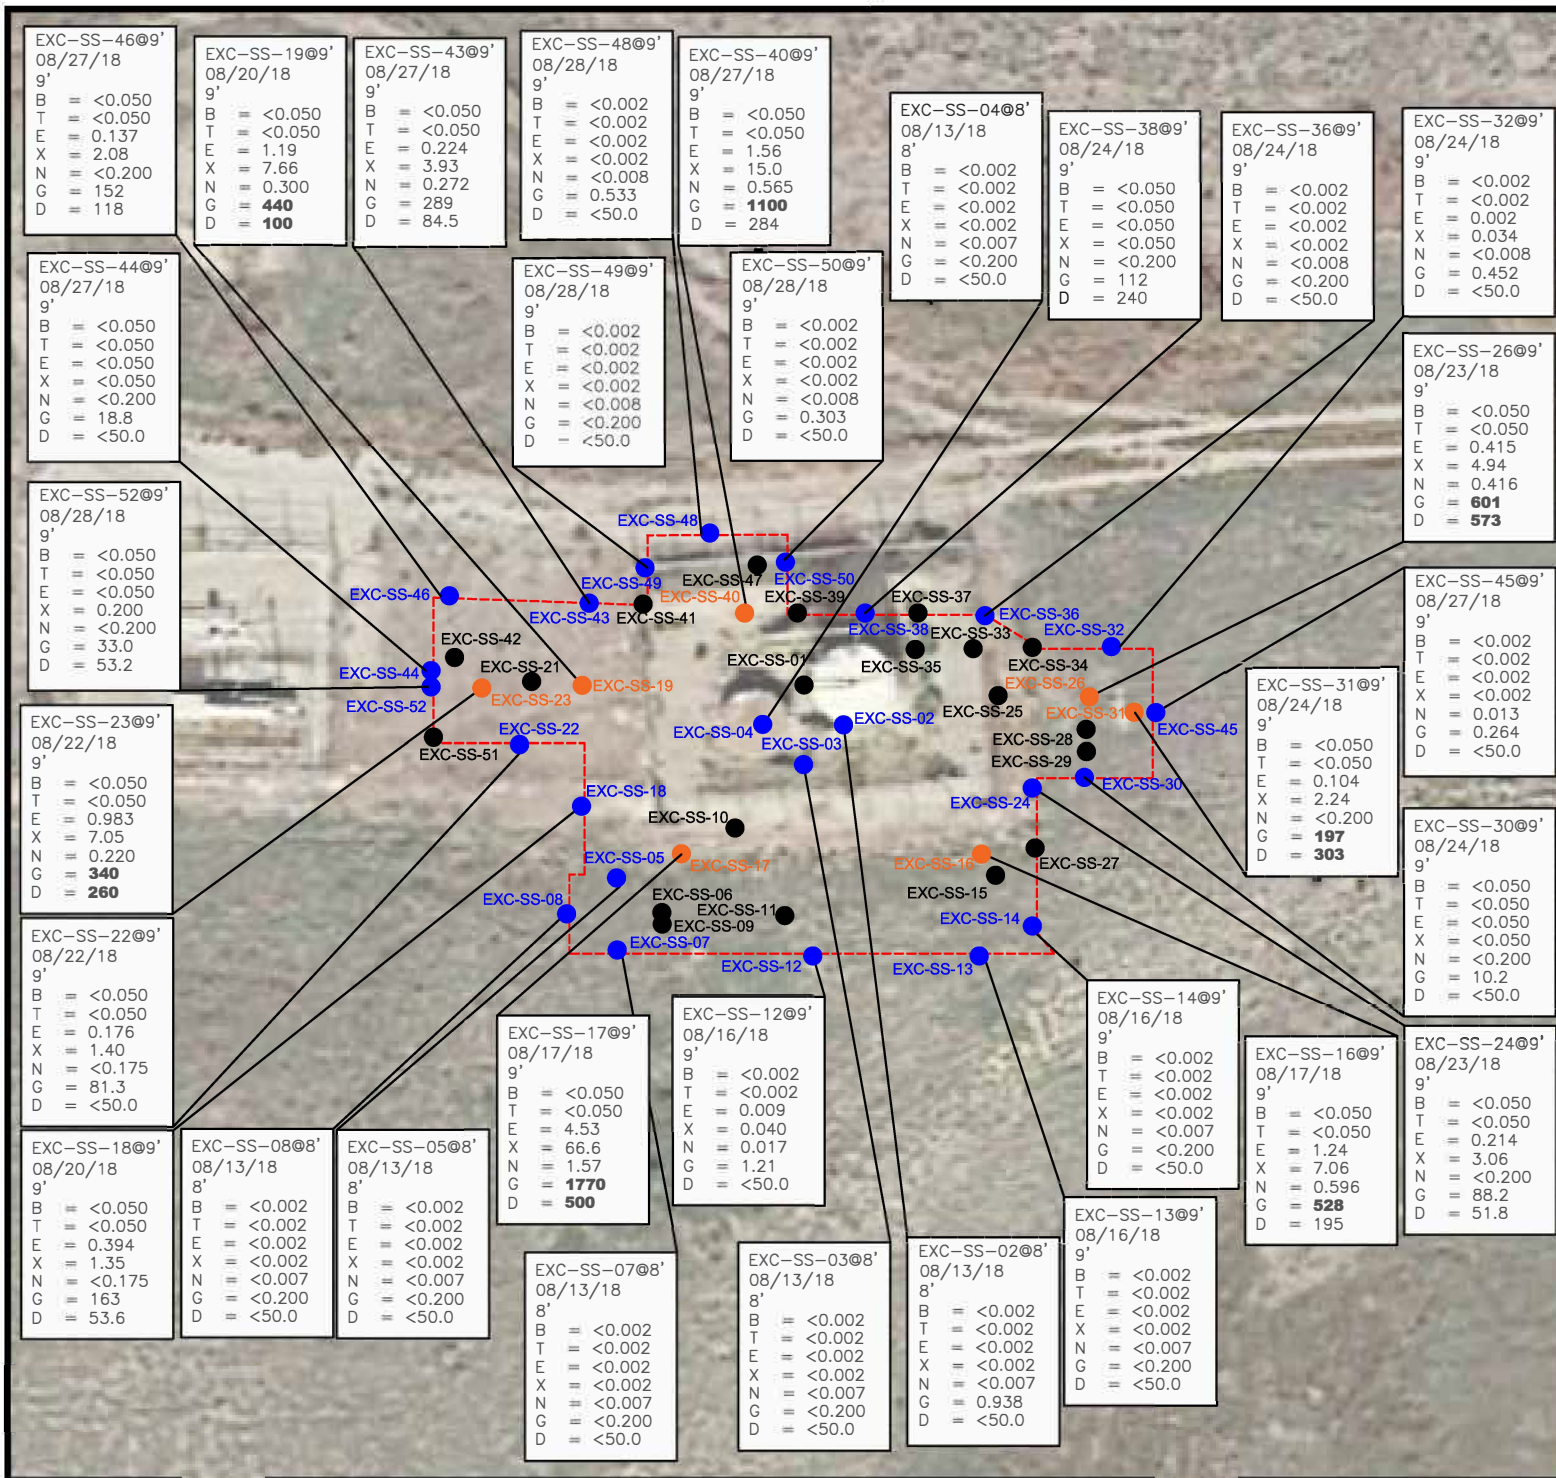 EXC-SS-46@9'
08/27/18
9'
B = <0.050
T = <0.050
E = 0.137
X = 2.08
N = <0.200
G = 152
D = 118
EXC-SS-19@9'
08/20/18
9'
B = <0.050
T = <0.050
E = 1.19
X = 7.66
N = 0.300
G = 440
D = 100
EXC-SS-43@9'
08/27/18
9'
B = <0.050
T = <0.050
E = 0.224
X = 3.93
N = 0.272
G = 289
D = 84.5
EXC-SS-48@9'
08/28/18
9'
B = <0.002
T = <0.002
E = <0.002
X = <0.002
N = <0.008
G = 0.533
D = <50.0
EXC-SS-40@9'
08/27/18
9'
B = <0.050
T = <0.050
E = 1.56
X = 15.0
N = 0.565
G = 1100
D = 284
EXC-SS-04@8'
08/13/18
8'
B = <0.002
T = <0.002
E = <0.002
X = <0.002
N = <0.007
G = <0.200
D = <50.0
EXC-SS-38@9'
08/24/18
9'
B = <0.050
T = <0.050
E = <0.050
X = <0.050
N = <0.200
G = 112
D = 240
EXC-SS-36@9'
08/24/18
9'
B = <0.002
T = <0.002
E = <0.002
X = <0.002
N = <0.008
G = <0.200
D = <50.0
EXC-SS-32@9'
08/24/18
9'
B = <0.002
T = <0.002
E = 0.002
X = 0.034
N = <0.008
G = 0.452
D = <50.0
EXC-SS-44@9'
08/27/18
9'
B = <0.050
T = <0.050
E = <0.050
X = <0.050
N = <0.200
G = 18.8
D = <50.0
EXC-SS-49@9'
08/28/18
9'
B = <0.002
T = <0.002
E = <0.002
X = <0.002
N = <0.008
G = <0.200
D = <50.0
EXC-SS-50@9'
08/28/18
9'
B = <0.002
T = <0.002
E = <0.002
X = <0.002
N = <0.008
G = 0.303
D = <50.0
EXC-SS-26@9'
08/23/18
9'
B = <0.050
T = <0.050
E = 0.415
X = 4.94
N = 0.416
G = 601
D = 573
EXC-SS-52@9'
08/28/18
9'
B = <0.050
T = <0.050
E = <0.050
X = 0.200
N = <0.200
G = 33.0
D = 53.2
EXC-SS-45@9'
08/27/18
9'
B = <0.002
T = <0.002
E = <0.002
X = <0.002
N = 0.013
G = 0.264
D = <50.0
EXC-SS-31@9'
08/24/18
9'
B = <0.050
T = <0.050
E = 0.104
X = 2.24
N = <0.200
G = 197
D = 303
EXC-SS-23@9'
08/22/18
9'
B = <0.050
T = <0.050
E = 0.983
X = 7.05
N = 0.220
G = 340
D = 260
EXC-SS-30@9'
08/24/18
9'
B = <0.050
T = <0.050
E = <0.050
X = <0.050
N = <0.200
G = 10.2
D = <50.0
EXC-SS-22@9'
08/22/18
9'
B = <0.050
T = <0.050
E = 0.176
X = 1.40
N = <0.175
G = 81.3
D = <50.0
EXC-SS-48
EXC-SS-49
EXC-SS-47
EXC-SS-50
EXC-SS-46
EXC-SS-43
EXC-SS-41
EXC-SS-40
EXC-SS-39
EXC-SS-38
EXC-SS-37
EXC-SS-36
EXC-SS-33
EXC-SS-32
EXC-SS-42
EXC-SS-44
EXC-SS-21
EXC-SS-23
EXC-SS-19
EXC-SS-01
EXC-SS-35
EXC-SS-34
EXC-SS-26
EXC-SS-25
EXC-SS-31
EXC-SS-45
EXC-SS-52
EXC-SS-51
EXC-SS-22
EXC-SS-04
EXC-SS-02
EXC-SS-03
EXC-SS-28
EXC-SS-29
EXC-SS-30
EXC-SS-24
EXC-SS-18
EXC-SS-10
EXC-SS-17
EXC-SS-16
EXC-SS-27
EXC-SS-05
EXC-SS-15
EXC-SS-08
EXC-SS-06
EXC-SS-09
EXC-SS-11
EXC-SS-14
EXC-SS-07
EXC-SS-12
EXC-SS-13
EXC-SS-18@9'
08/20/18
9'
B = <0.050
T = <0.050
E = 0.394
X = 1.35
N = <0.175
G = 163
D = 53.6
EXC-SS-08@8'
08/13/18
8'
B = <0.002
T = <0.002
E = <0.002
X = <0.002
N = <0.007
G = <0.200
D = <50.0
EXC-SS-05@8'
08/13/18
8'
B = <0.002
T = <0.002
E = <0.002
X = <0.002
N = <0.007
G = <0.200
D = <50.0
EXC-SS-17@9'
08/17/18
9'
B = <0.050
T = <0.050
E = 4.53
X = 66.6
N = 1.57
G = 1770
D = 500
EXC-SS-12@9'
08/16/18
9'
B = <0.002
T = <0.002
E = 0.009
X = 0.040
N = 0.017
G = 1.21
D = <50.0
EXC-SS-14@9'
08/16/18
9'
B = <0.002
T = <0.002
E = <0.002
X = <0.002
N = <0.007
G = <0.200
D = <50.0
EXC-SS-16@9'
08/17/18
9'
B = <0.050
T = <0.050
E = 1.24
X = 7.06
N = 0.596
G = 528
D = 195
EXC-SS-24@9'
08/23/18
9'
B = <0.050
T = <0.050
E = 0.214
X = 3.06
N = <0.200
G = 88.2
D = 51.8
EXC-SS-07@8'
08/13/18
8'
B = <0.002
T = <0.002
E = <0.002
X = <0.002
N = <0.007
G = <0.200
D = <50.0
EXC-SS-03@8'
08/13/18
8'
B = <0.002
T = <0.002
E = <0.002
X = <0.002
N = <0.007
G = <0.200
D = <50.0
EXC-SS-02@8'
08/13/18
8'
B = <0.002
T = <0.002
E = <0.002
X = <0.002
N = <0.007
G = 0.938
D = <50.0
EXC-SS-13@9'
08/16/18
9'
B = <0.002
T = <0.002
E = <0.002
X = <0.002
N = <0.007
G = <0.200
D = <50.0